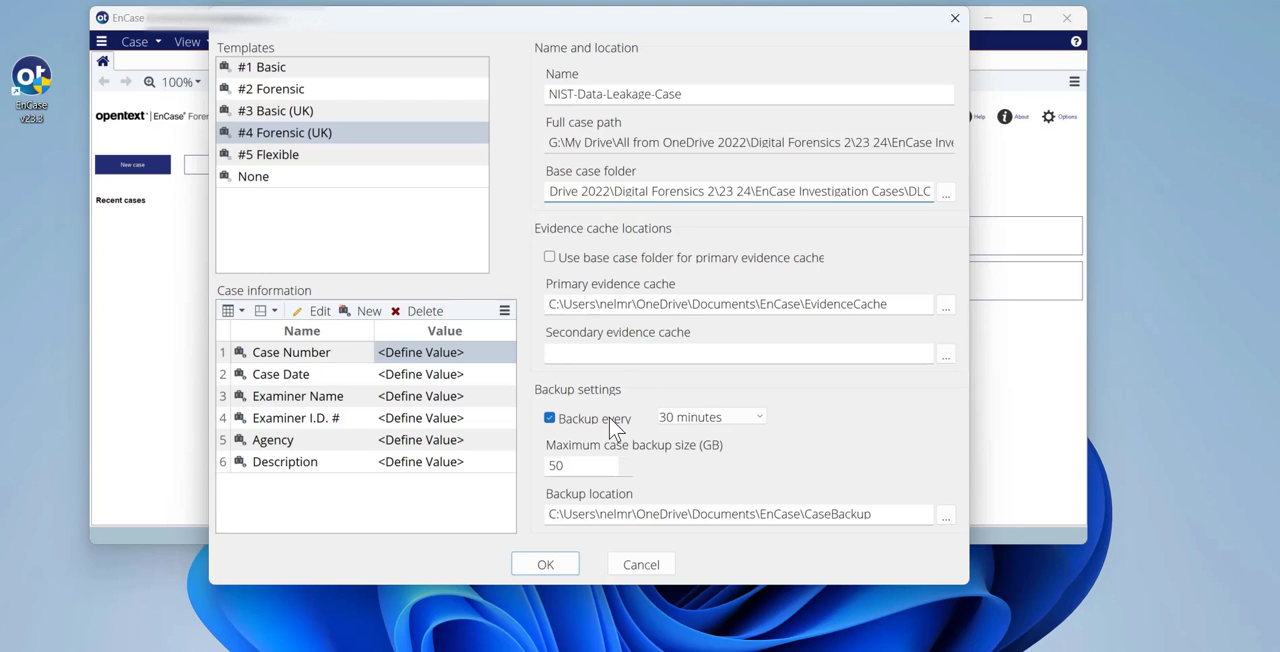 EnCase
Case View
100%
opentext™ | EnCase® Foren
Help About Options
New case
Recent cases
EnCase
v23.3
Templates
#1 Basic
#2 Forensic
#3 Basic (UK)
#4 Forensic (UK)
#5 Flexible
None
Case information
Edit New Delete
Name Value
1 Case Number <Define Value>
2 Case Date <Define Value>
3 Examiner Name <Define Value>
4 Examiner I.D. # <Define Value>
5 Agency <Define Value>
6 Description <Define Value>
Name and location
Name
NIST-Data-Leakage-Case
Full case path
G:\My Drive\All from OneDrive 2022\Digital Forensics 2\23 24\EnCase Inve
Base case folder
Drive 2022\Digital Forensics 2\23 24\EnCase Investigation Cases\DLC
...
Evidence cache locations
Use base case folder for primary evidence cache
Primary evidence cache
C:\Users\nelmr\OneDrive\Documents\EnCase\EvidenceCache
...
Secondary evidence cache
...
Backup settings
Backup every 30 minutes
Maximum case backup size (GB)
50
Backup location
C:\Users\nelmr\OneDrive\Documents\EnCase\CaseBackup
...
OK Cancel